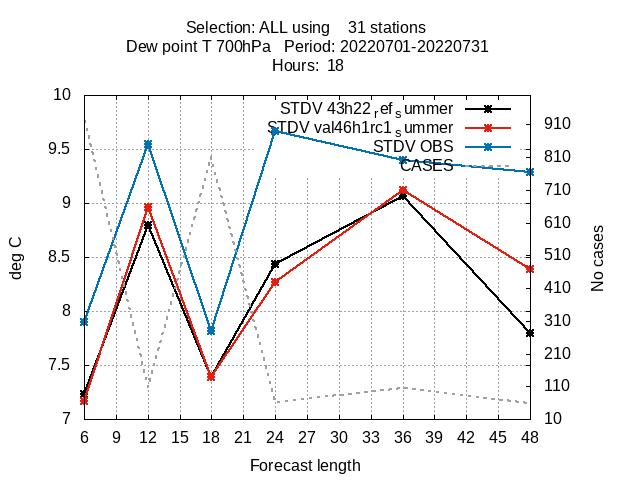 Selection: ALL using 31 stations
Dew point T 700hPa Period: 20220701-20220731
Hours: 18
STDV 43h22refsummer
STDV val46h1rc1summer
STDV OBS
CASES
deg C
No cases
10
9.5
9
8.5
8
7.5
7
910
810
710
610
510
410
310
210
110
10
6 9 12 15 18 21 24 27 30 33 36 39 42 45 48
Forecast length